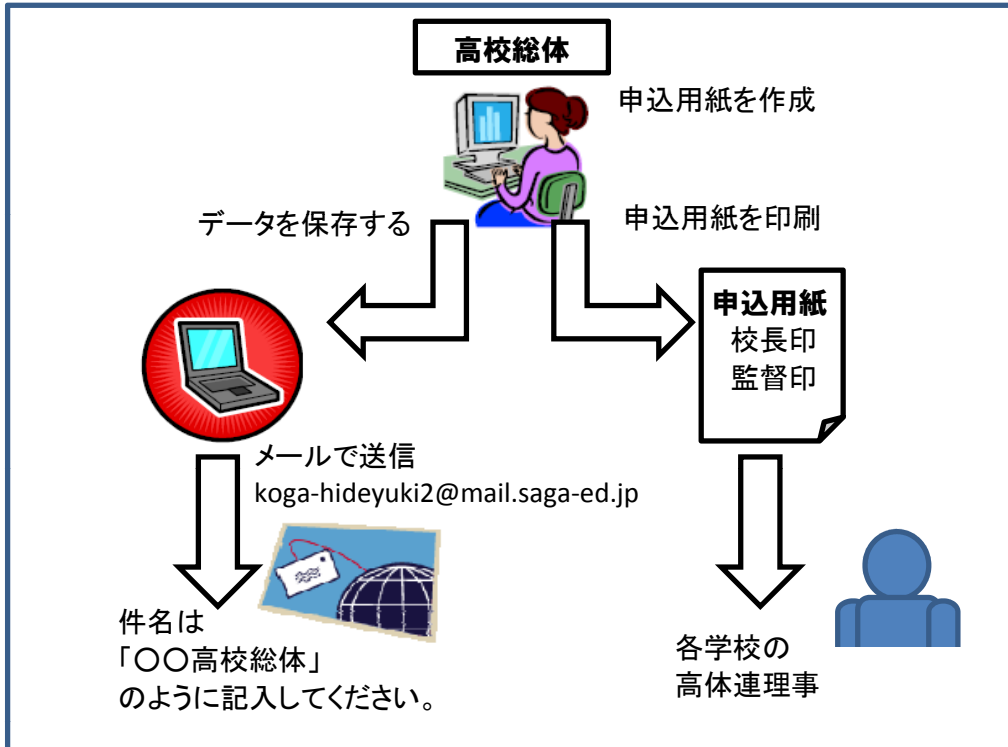 高校総体
申込用紙を作成
データを保存する
申込用紙を印刷
申込用紙
校長印
監督印
メールで送信
koga-hideyuki2@mail.saga-ed.jp
件名は
「〇〇高校総体」
のように記入してください。
各学校の
高体連理事